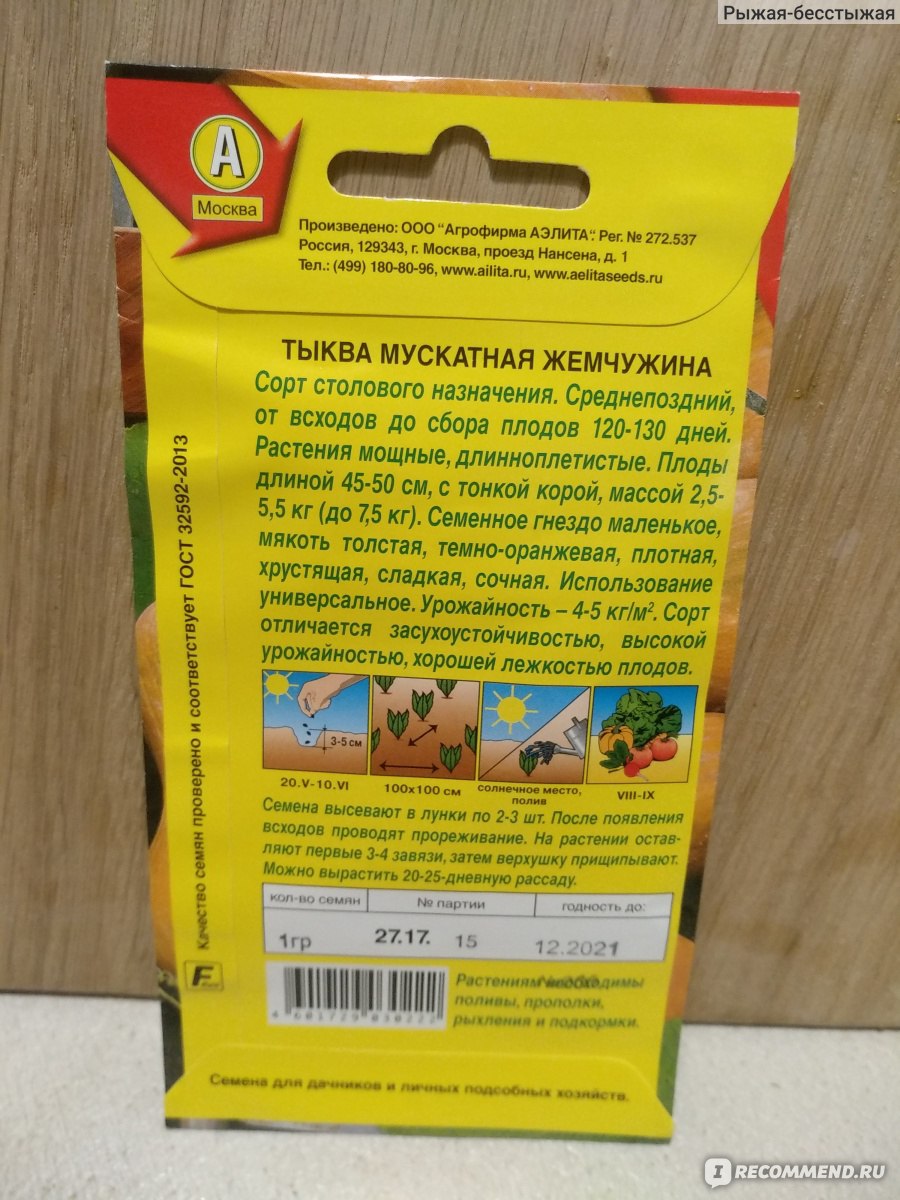 Рыжая-бесстыжая
А
Москва
Произведено: ООО "Агрофирма АЭЛИТА". Рег. № 272.537
Россия, 129343, г. Москва, проезд Нансена, д. 1
Тел.: (499) 180-80-96, www.ailita.ru, www.aelitaseeds.ru
ТЫКВА МУСКАТНАЯ ЖЕМЧУЖИНА
Сорт столового назначения. Среднепоздний,
от всходов до сбора плодов 120-130 дней.
Растения мощные, длинноплетистые. Плоды
длиной 45-50 см, с тонкой корой, массой 2,5-
5,5 кг (до 7,5 кг). Семенное гнездо маленькое,
мякоть толстая, темно-оранжевая, плотная,
хрустящая, сладкая, сочная. Использование
универсальное. Урожайность – 4-5 кг/м². Сорт
отличается засухоустойчивостью, высокой
урожайностью, хорошей лежкостью плодов.
3-5 см
20.V-10.VI
100х100 см
солнечное место,
полив
VIII-IX
Семена высевают в лунки по 2-3 шт. После появления
всходов проводят прореживание. На растении остав-
ляют первые 3-4 завязи, затем верхушку прищипывают.
Можно вырастить 20-25-дневную рассаду.
кол-во семян № партии годность до:
1гр 27.17. 15 12.2021
Растениям необходимы
поливы, прополки,
рыхления и подкормки.
4 601729 030222
F
Качество семян проверено и соответствует ГОСТ 32592-2013
Семена для дачников и личных подсобных хозяйств.
IRECOMMEND.RU